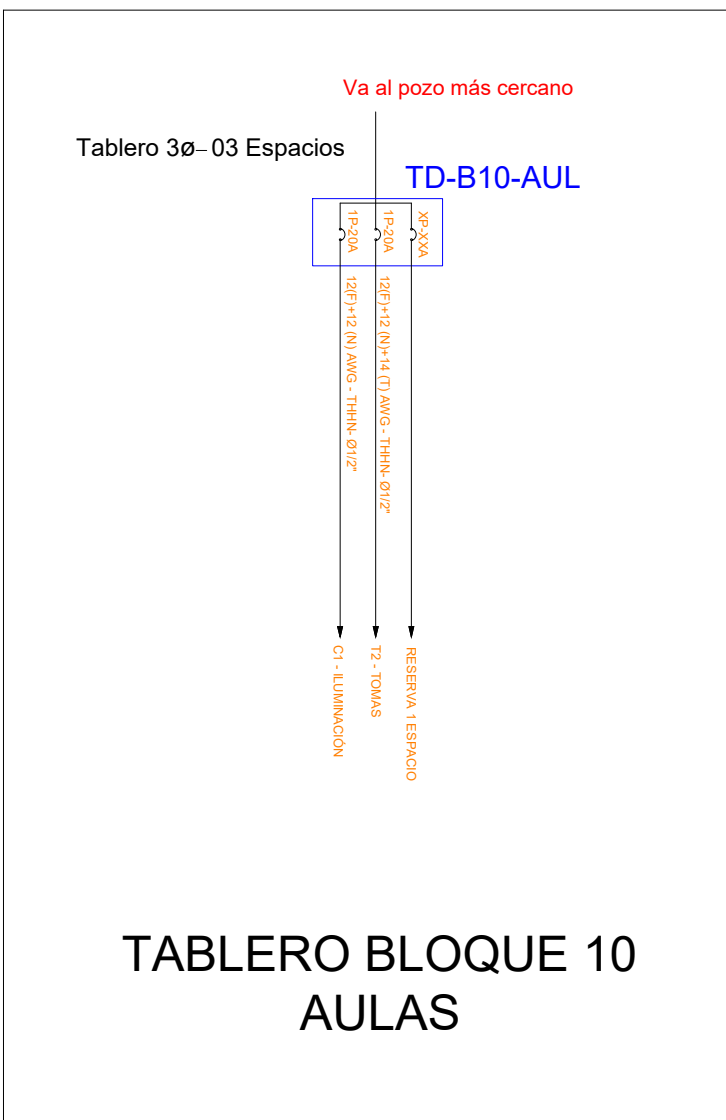 Va al pozo más cercano
Tablero 3ø–03 Espacios
TD-B10-AUL
1P-20A
1P-20A
XP-XXA
12(F)+12 (N) AWG - THHN- Ø1/2"
12(F)+12 (N)+14 (T) AWG - THHN- Ø1/2"
C1 - ILUMINACIÓN
T2 - TOMAS
RESERVA 1 ESPACIO
TABLERO BLOQUE 10
AULAS